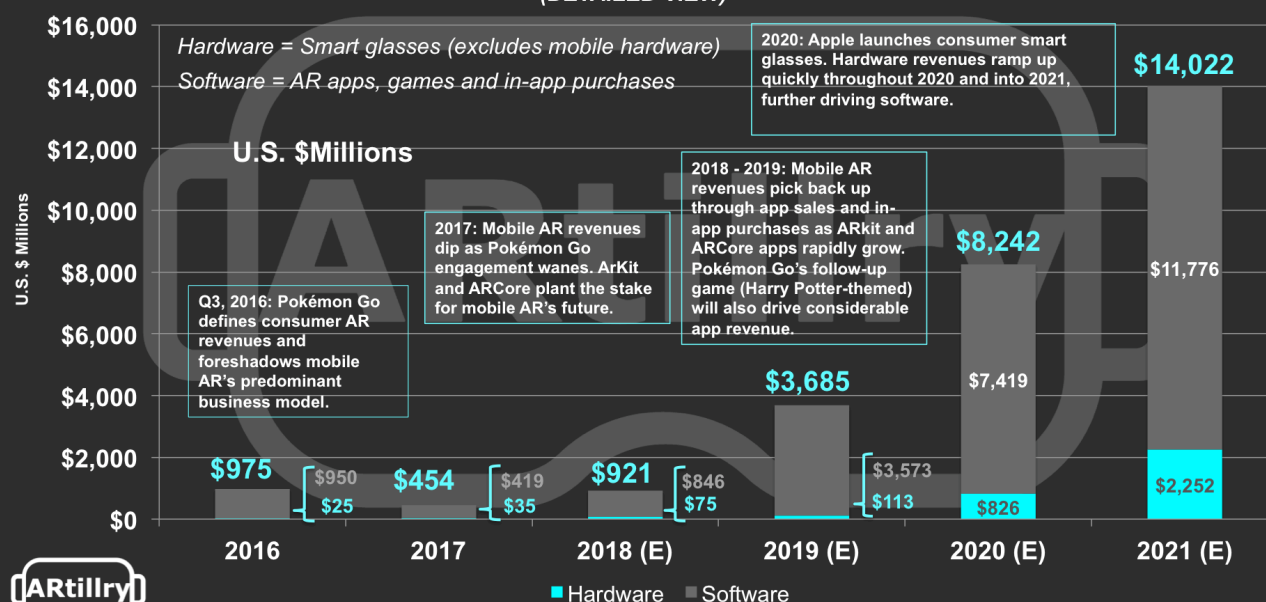 (DETAILED VIEW)
$16,000
$14,000
$12,000
$10,000
$8,000
$6,000
$4,000
$2,000
$0
U.S. $ Millions
Hardware = Smart glasses (excludes mobile hardware)
Software = AR apps, games and in-app purchases
U.S. $Millions
ARtillry
Q3, 2016: Pokémon Go
defines consumer AR
revenues and
foreshadows mobile
AR's predominant
business model.
2017: Mobile AR revenues
dip as Pokémon Go
engagement wanes. ArKit
and ARCore plant the stake
for mobile AR's future.
2018 - 2019: Mobile AR
revenues pick back up
through app sales and in-
app purchases as ARkit and
ARCore apps rapidly grow.
Pokémon Go's follow-up
game (Harry Potter-themed)
will also drive considerable
app revenue.
2020: Apple launches consumer smart
glasses. Hardware revenues ramp up
quickly throughout 2020 and into 2021,
further driving software.
$975
$950
$25
$454
$419
$35
$921
$846
$75
$3,685
$3,573
$113
$8,242
$7,419
$826
$14,022
$11,776
$2,252
2016
2017
2018 (E)
2019 (E)
2020 (E)
2021 (E)
Hardware
Software
ARtillry